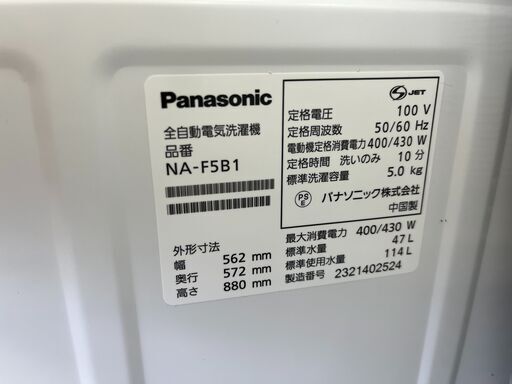 Panasonic
全自動電気洗濯機
品番
NA-F5B1
外形寸法
幅 562 mm
奥行 572 mm
高さ 880 mm
S JET
定格電圧 100 V
定格周波数 50/60 Hz
電動機定格消費電力 400/430 W
定格時間 洗いのみ 10 分
標準洗濯容量 5.0 kg
PS E パナソニック株式会社
中国製
最大消費電力 400/430 W
標準水量 47 L
標準使用水量 114 L
製造番号 2321402524